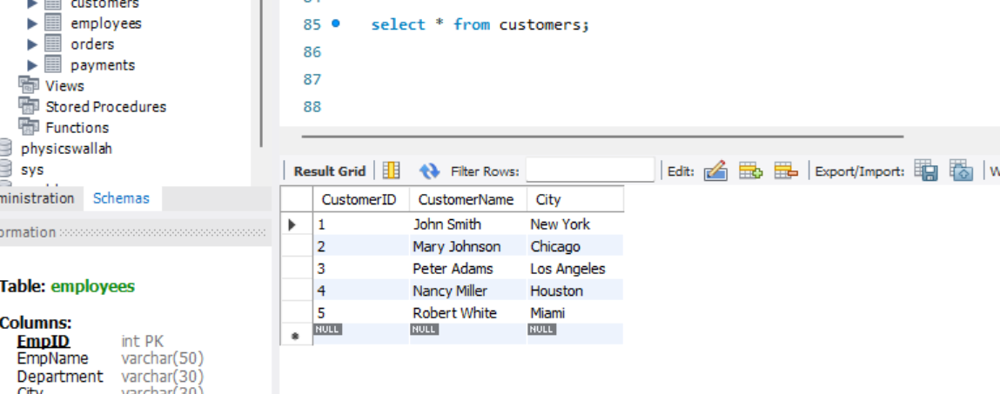 customers
employees
orders
payments
Views
Stored Procedures
Functions
physicswallah
sys
ministration Schemas
ormation
Table: employees
Columns:
EmpID int PK
EmpName varchar(50)
Department varchar(30)
City varchar(30)
85 select * from customers;
86
87
88
Result Grid Filter Rows: Edit: Export/Import: W
CustomerID CustomerName City
1 John Smith New York
2 Mary Johnson Chicago
3 Peter Adams Los Angeles
4 Nancy Miller Houston
5 Robert White Miami
NULL NULL NULL